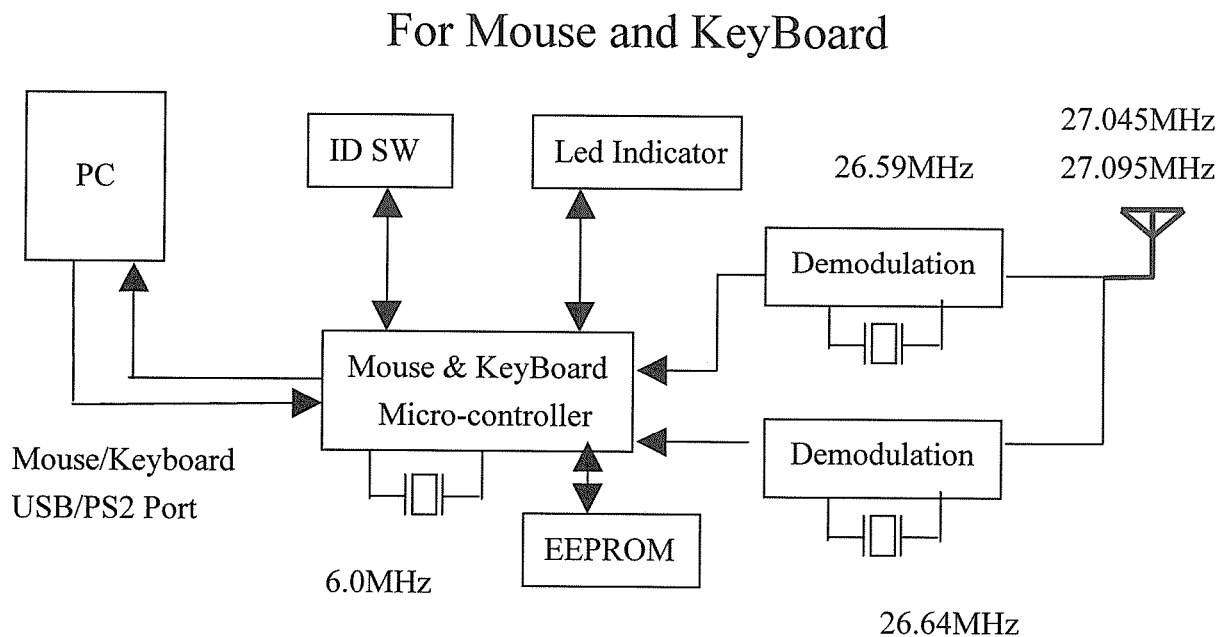 For Mouse and KeyBoard
PC
ID SW
Led Indicator
26.59MHz
27.045MHz
27.095MHz
Demodulation
Mouse & KeyBoard
Micro-controller
Demodulation
Mouse/Keyboard
USB/PS2 Port
6.0MHz
EEPROM
26.64MHz